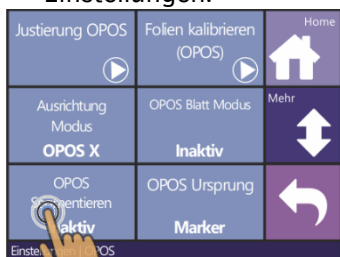 Einstellungen.
Justierung OPOS
Folien kalibrieren
(OPOS)
Home
Ausrichtung
Modus
OPOS X
OPOS Blatt Modus
Inaktiv
Mehr
OPOS
OPOS Ursprung
Marker
OPOS